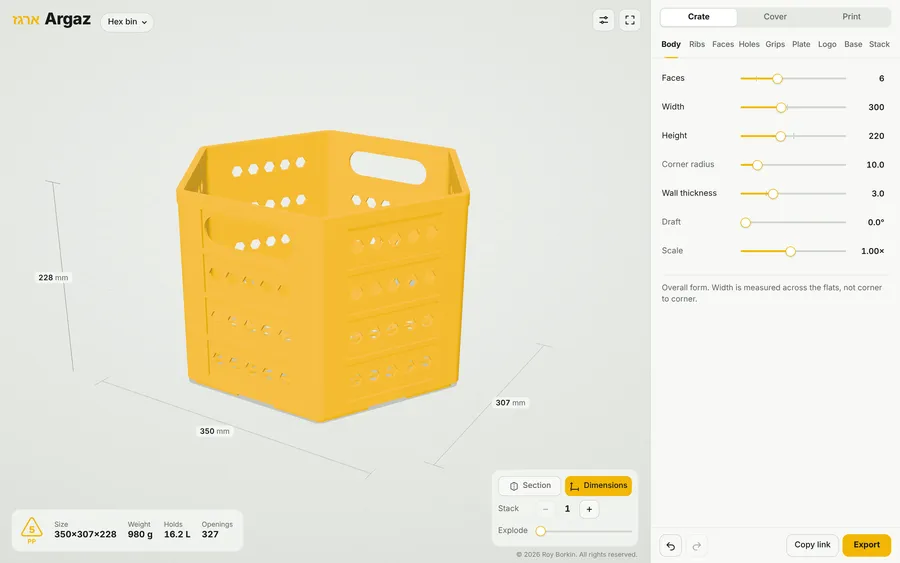 ארגז Argaz
Hex bin
Crate
Cover
Print
Body
Ribs
Faces
Holes
Grips
Plate
Logo
Base
Stack
Faces 6
Width 300
Height 220
Corner radius 10.0
Wall thickness 3.0
Draft 0.0°
Scale 1.00×
Overall form. Width is measured across the flats, not corner
to corner.
228 mm
350 mm
307 mm
5
PP
Size
350×307×228
Weight
980 g
Holds
16.2 L
Openings
327
Section
Dimensions
Stack − 1 +
Explode
© 2026 Roy Borkin. All rights reserved.
Copy link
Export